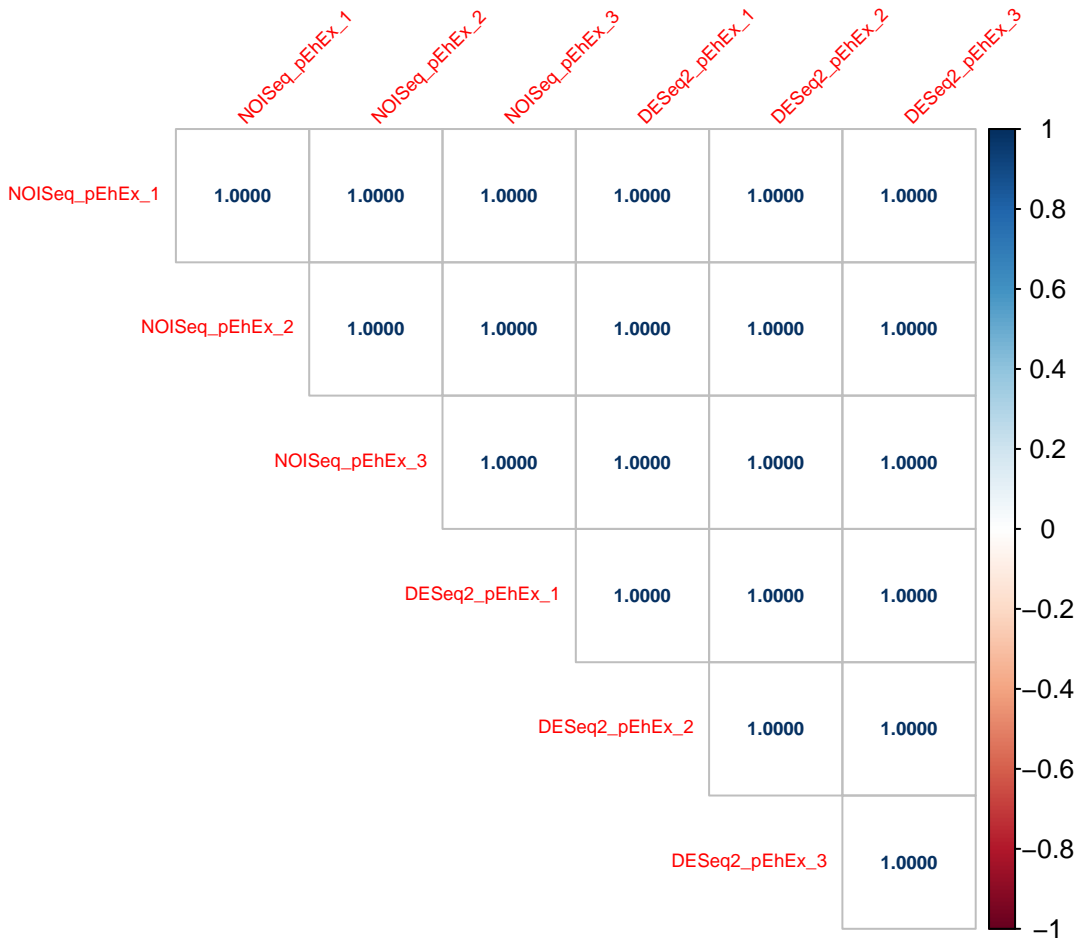 NOISeq_pEhEx_1
NOISeq_pEhEx_2
NOISeq_pEhEx_3
DESeq2_pEhEx_1
DESeq2_pEhEx_2
DESeq2_pEhEx_3
NOISeq_pEhEx_1 1.0000 1.0000 1.0000 1.0000 1.0000 1.0000
NOISeq_pEhEx_2 1.0000 1.0000 1.0000 1.0000 1.0000
NOISeq_pEhEx_3 1.0000 1.0000 1.0000 1.0000
DESeq2_pEhEx_1 1.0000 1.0000 1.0000
DESeq2_pEhEx_2 1.0000 1.0000
DESeq2_pEhEx_3 1.0000
1
0.8
0.6
0.4
0.2
0
−0.2
−0.4
−0.6
−0.8
−1